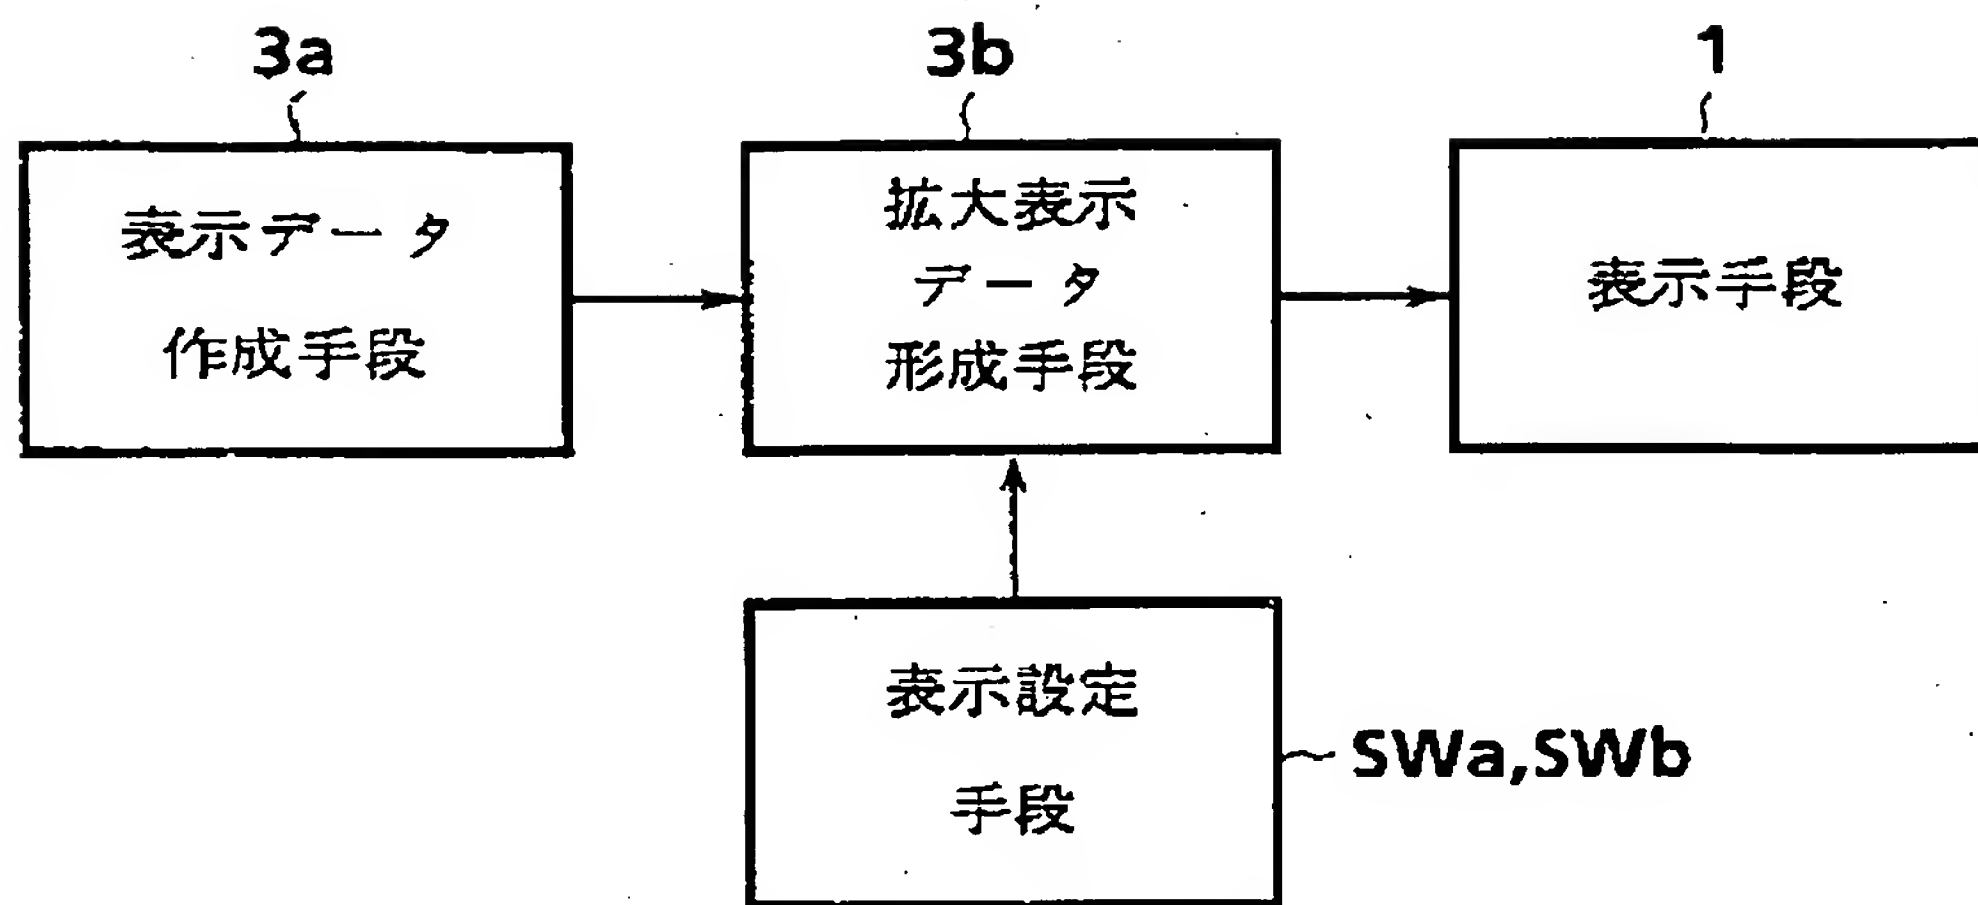 3a
3b
1
表示データ
作成手段
拡大表示
データ
形成手段
表示手段
表示設定
手段
SWa,SWb